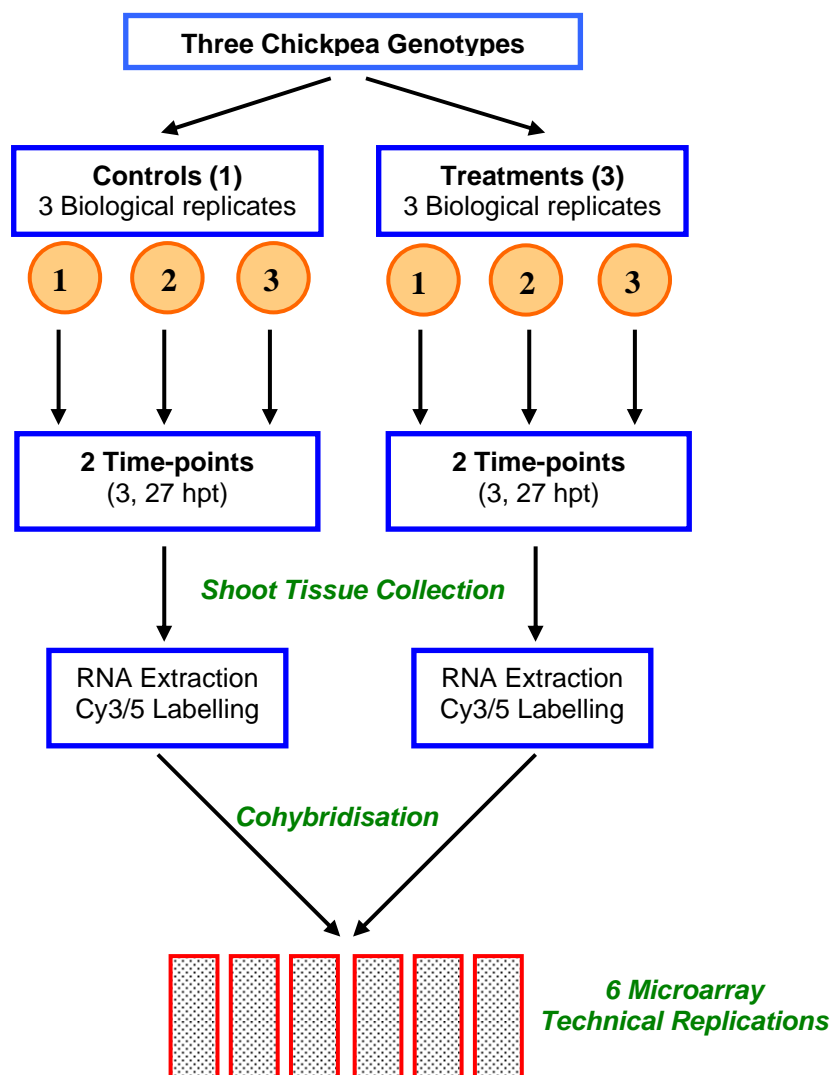 Three Chickpea Genotypes
Controls (1)
3 Biological replicates
Treatments (3)
3 Biological replicates
1 2 3
1 2 3
2 Time-points
(3, 27 hpt)
2 Time-points
(3, 27 hpt)
Shoot Tissue Collection
RNA Extraction
Cy3/5 Labelling
RNA Extraction
Cy3/5 Labelling
Cohybridisation
6 Microarray
Technical Replications